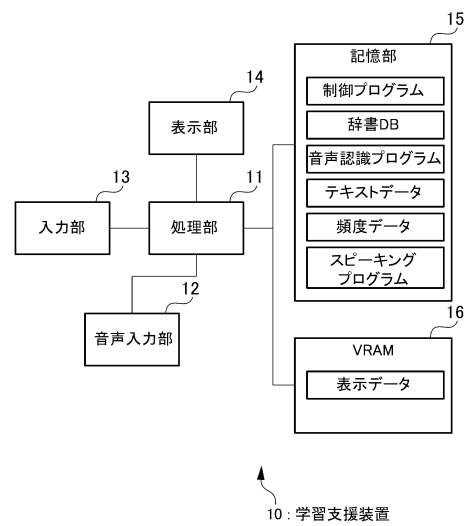 15
記憶部
制御プログラム
辞書DB
音声認識プログラム
テキストデータ
頻度データ
スピーキング
プログラム
14
表示部
13
入力部
11
処理部
12
音声入力部
16
VRAM
表示データ
10:学習支援装置